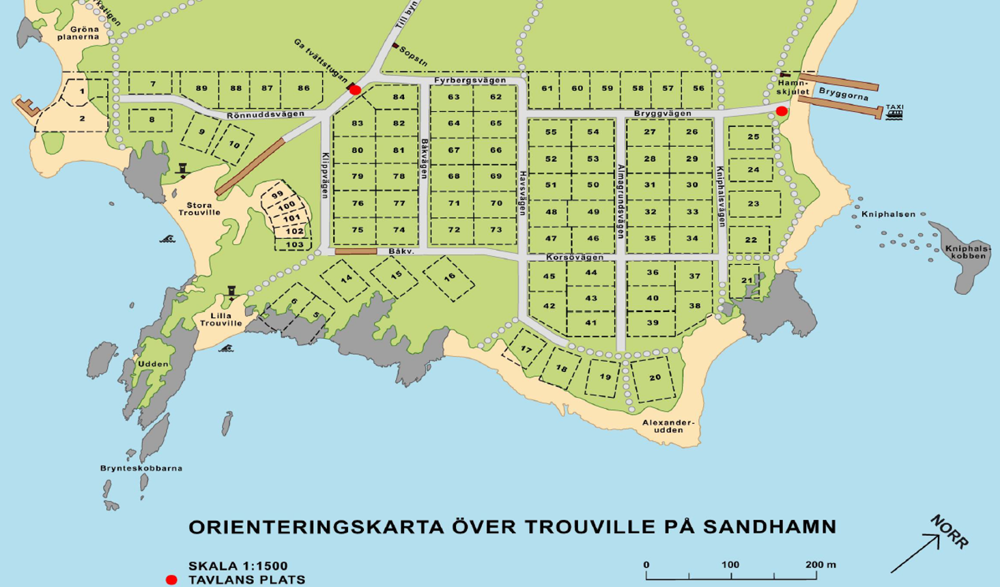 rkstigen
Till byn
Gröna
planerna
Ga tvättstugan
Sopstn
Fyrbergsvägen
Hamn-
skjulet
Bryggorna
TAXI
1
2
7
89
88
87
86
84
63
62
61
60
59
58
57
56
Rönnuddsvägen
Bryggvägen
8
9
10
83
82
64
65
55
54
27
26
25
80
81
67
66
52
53
28
29
24
79
78
68
69
51
50
31
30
23
76
77
71
70
48
49
32
33
75
74
72
73
47
46
35
34
22
Klippvägen
Båkvägen
Havsvägen
Almagrundsvägen
Kniphalsvägen
99
100
101
102
103
Stora
Trouville
Kniphalsen
Kniphals-
kobben
Båkv.
Korsövägen
14
15
16
45
44
36
37
21
6
5
42
43
40
38
41
39
Lilla
Trouville
17
18
19
20
Udden
Alexander-
udden
Brynteskobbarna
ORIENTERINGSKARTA ÖVER TROUVILLE PÅ SANDHAMN
NORR
SKALA 1:1500
TAVLANS PLATS
0 100 200 m